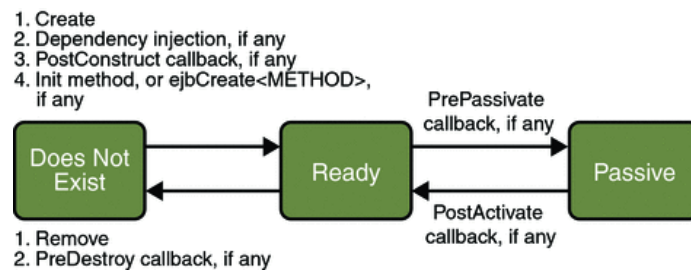 1. Create
2. Dependency injection, if any
3. PostConstruct callback, if any
4. Init method, or ejbCreate<METHOD>,
if any
PrePassivate
callback, if any
Does Not
Exist
Ready
Passive
PostActivate
callback, if any
1. Remove
2. PreDestroy callback, if any